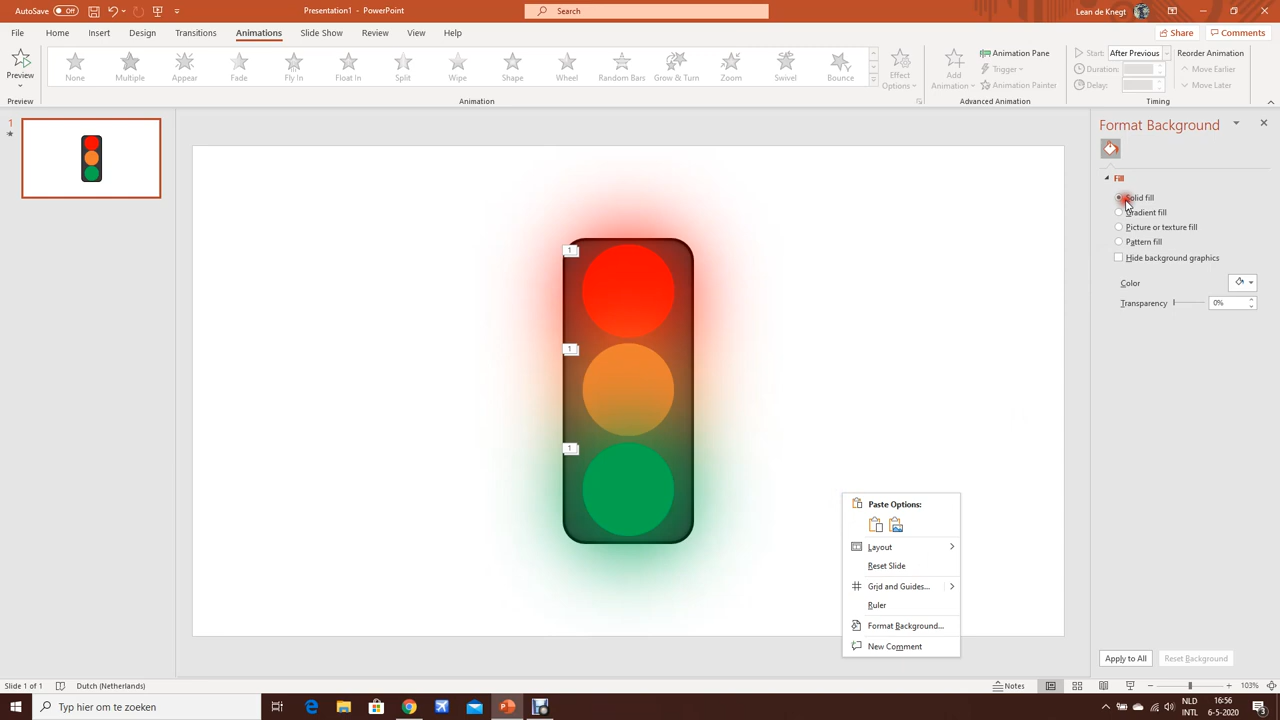 AutoSave Off Presentation1 - PowerPoint Search Lean de Knegt
File Home Insert Design Transitions Animations Slide Show Review View Help Share Comments
Preview None Multiple Appear Fade Fly In Float In Split Wipe Shape Wheel Random Bars Grow & Turn Zoom Swivel Bounce Effect Options Add Animation
Animation Pane
Trigger
Animation Painter
Start: After Previous
Duration:
Delay:
Reorder Animation
Move Earlier
Move Later
Preview Animation Advanced Animation Timing
1
1
1
1
Format Background
Fill
Solid fill
Gradient fill
Picture or texture fill
Pattern fill
Hide background graphics
Color
Transparency 0%
Paste Options:
Layout
Reset Slide
Grid and Guides...
Ruler
Format Background...
New Comment
Apply to All Reset Background
Slide 1 of 1 Dutch (Netherlands) Notes 103%
Typ hier om te zoeken
NLD 16:56
INTL 6-5-2020